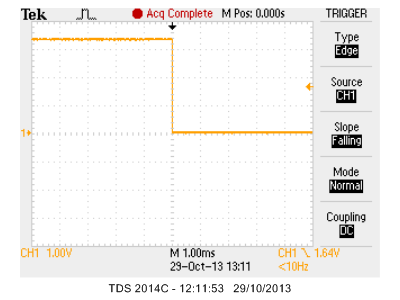 Tek Acq Complete M Pos: 0.000s TRIGGER
Type
Edge
Source
CH1
1
Slope
Falling
Mode
Normal
Coupling
DC
CH1 1.00V M 1.00ms CH1 1.64V
29-Oct-13 13:11 <10Hz
TDS 2014C - 12:11:53 29/10/2013